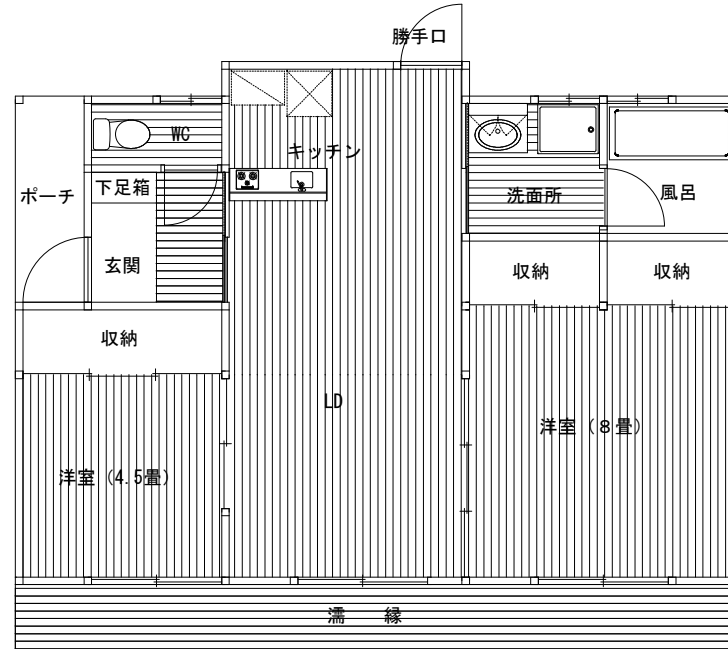 勝手口
WC
キッチン
下足箱
ポーチ
洗面所
風呂
玄関
収納
収納
収納
LD
洋室（８畳）
洋室（4.5畳）
濡　縁